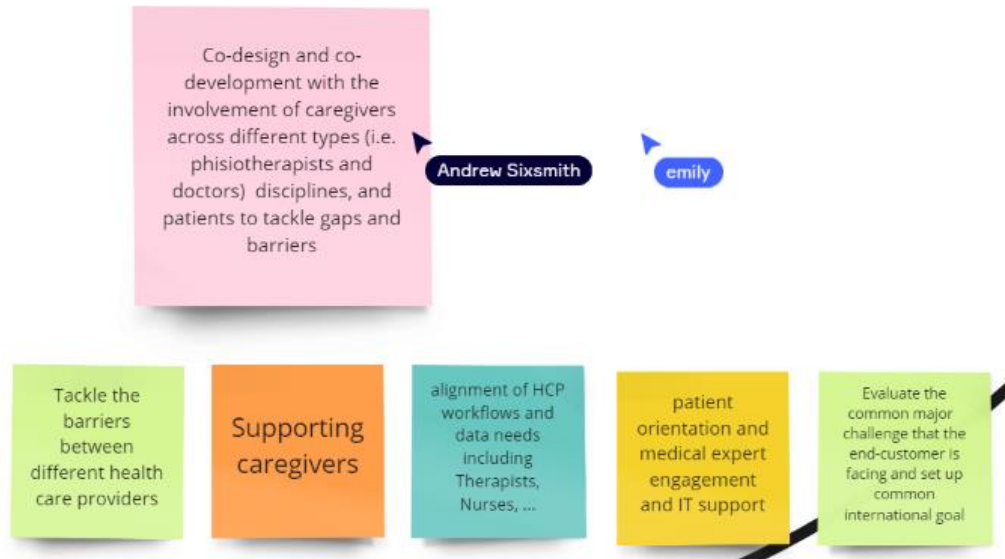 Co-design and co-
development with the
involvement of caregivers
across different types (i.e.
phisiotherapists and
doctors)  disciplines, and
patients to tackle gaps and
barriers
Andrew Sixsmith
emily
Tackle the
barriers
between
different health
care providers
Supporting
caregivers
alignment of HCP
workflows and
data needs
including
Therapists,
Nurses, ...
patient
orientation and
medical expert
engagement
and IT support
Evaluate the
common major
challenge that the
end-customer is
facing and set up
common
international goal